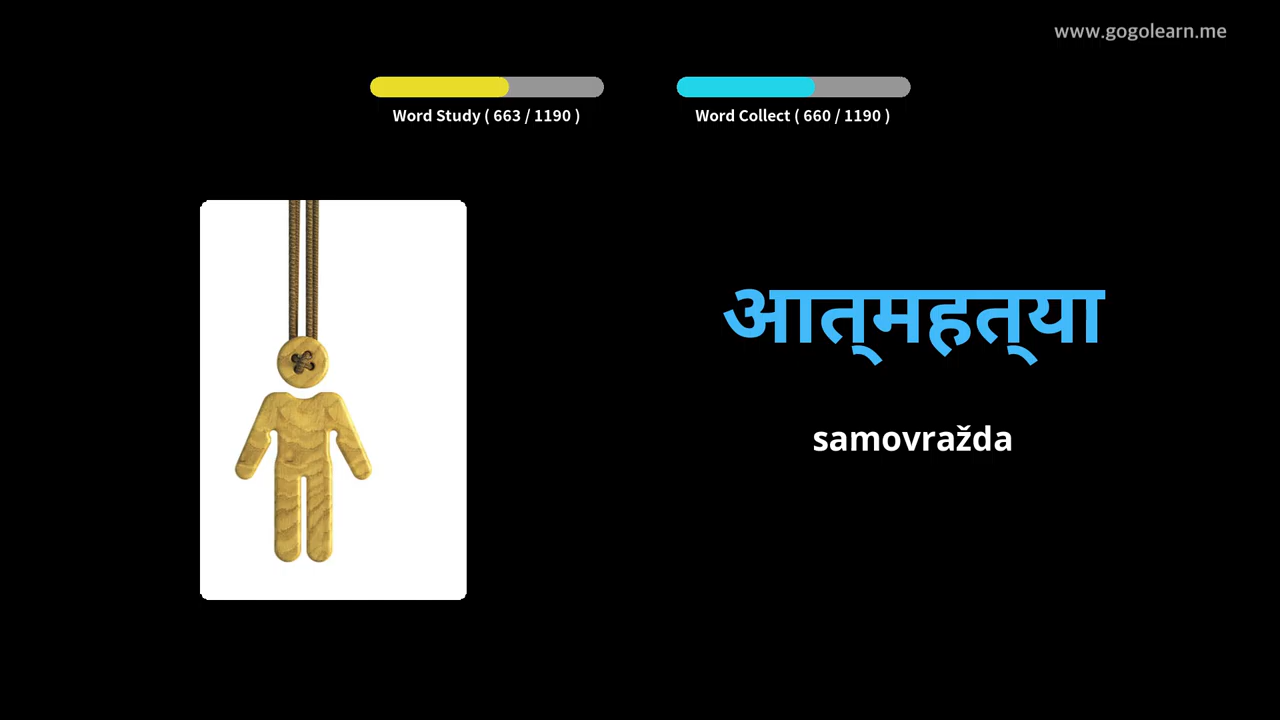 www.gogolearn.me
Word Study ( 663 / 1190 )
Word Collect ( 660 / 1190 )
आत्महत्या
samovražda